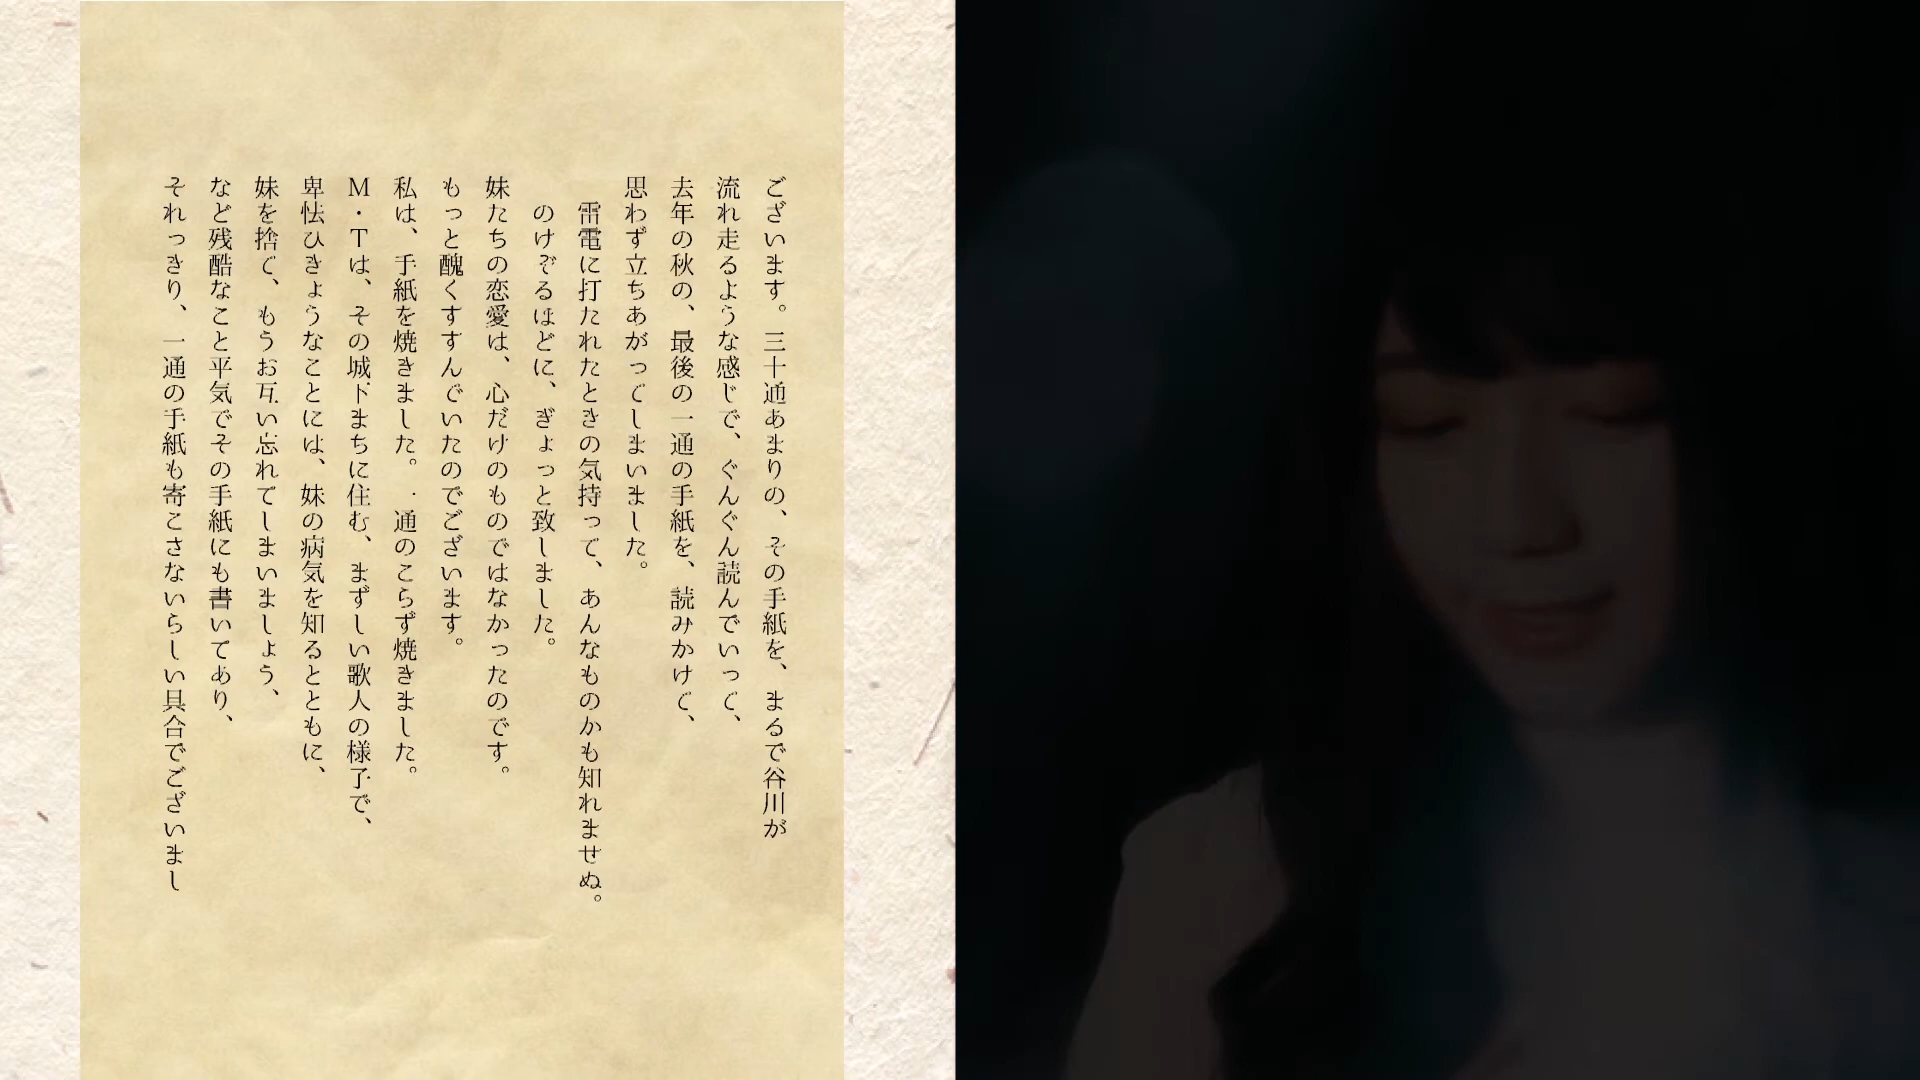 ございます。三十通あまりの、その手紙を、まるで谷川が
流れ走るような感じで、ぐんぐん読んでいって、
去年の秋の、最後の一通の手紙を、読みかけて、
思わず立ちあがってしまいました。
雷電に打たれたときの気持って、あんなものかも知れませぬ。
のけぞるほどに、ぎょっと致しました。
妹たちの恋愛は、心だけのものではなかったのです。
もっと醜くすすんでいたのでございます。
私は、手紙を焼きました。一通のこらず焼きました。
M・Tは、その城下まちに住む、まずしい歌人の様子で、
卑怯ひきょうなことには、妹の病気を知るとともに、
妹を捨て、もうお互い忘れてしまいましょう、
など残酷なこと平気でその手紙にも書いてあり、
それっきり、一通の手紙も寄こさないらしい具合でございまし